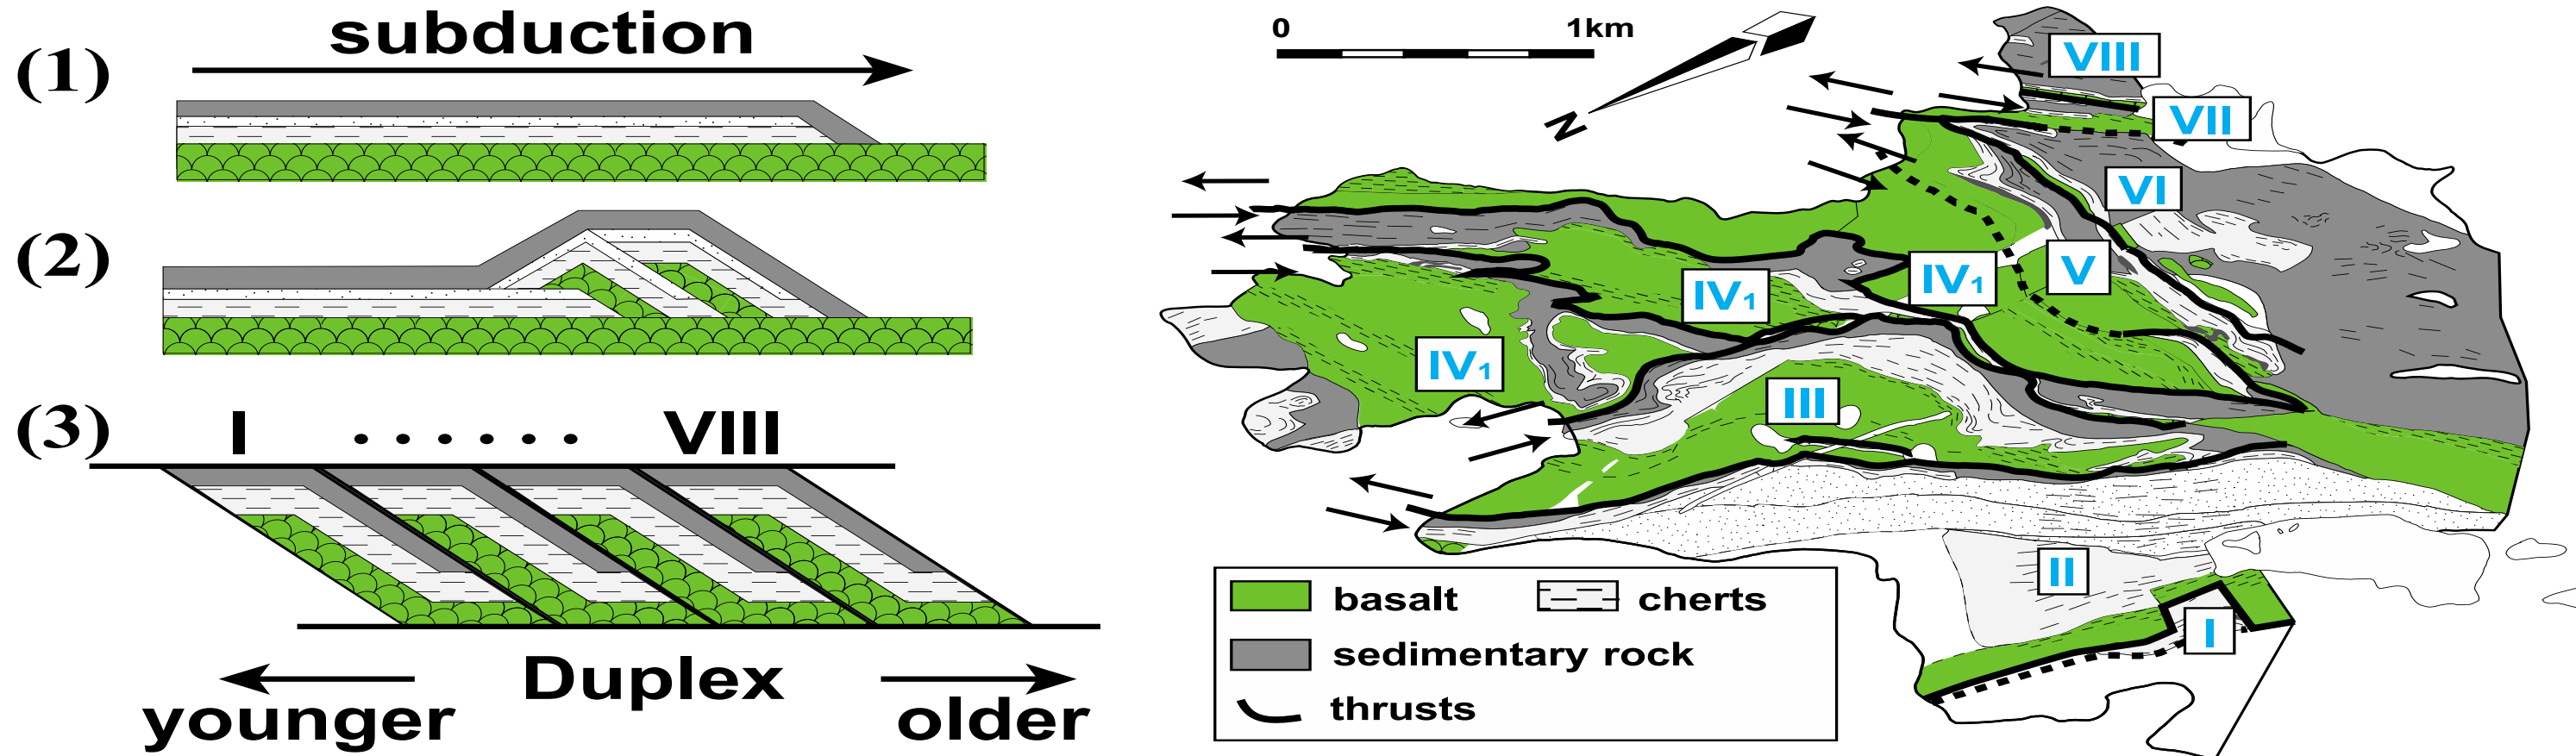 (1)
subduction
(2)
(3)
I ...... VIII
younger
Duplex
older
0 1km
N
VIII
VII
VI
V
IV1
IV1
IV1
III
II
I
basalt
cherts
sedimentary rock
thrusts